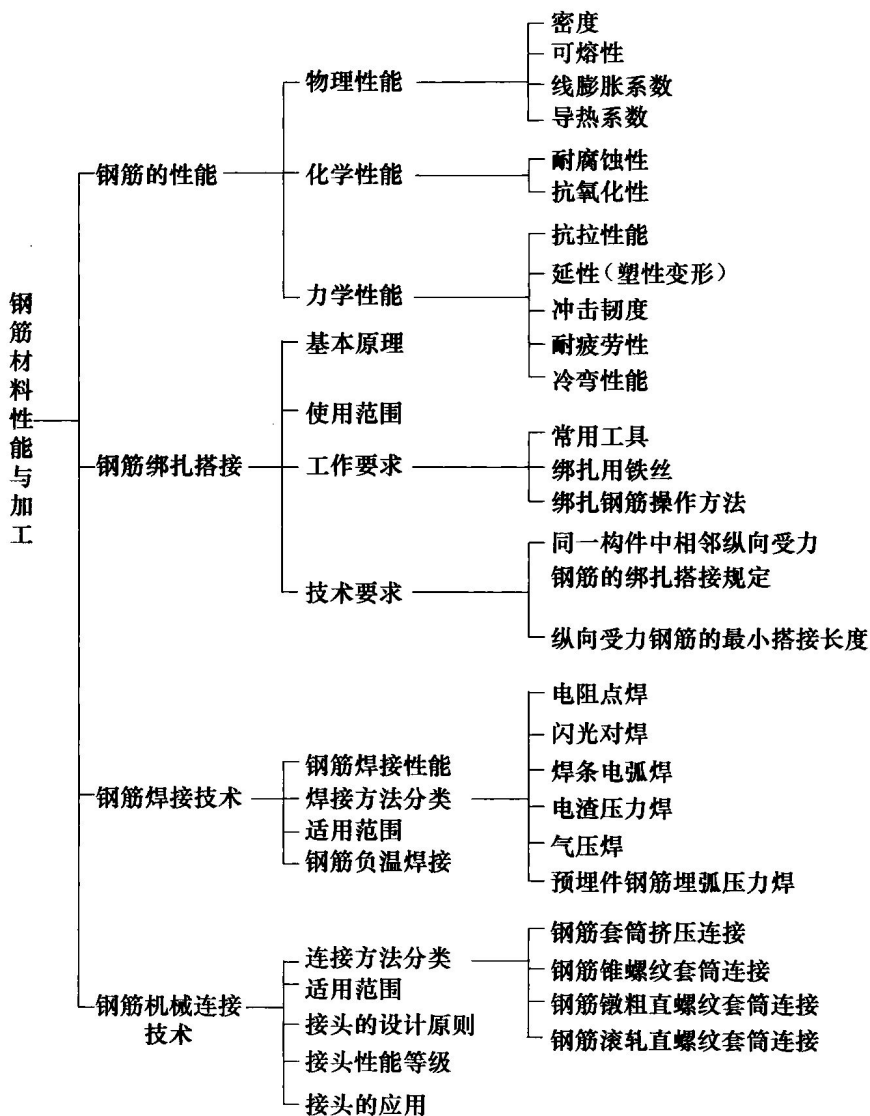 钢筋材料性能与加工
钢筋的性能
物理性能
密度
可熔性
线膨胀系数
导热系数
化学性能
耐腐蚀性
抗氧化性
力学性能
抗拉性能
延性（塑性变形）
冲击韧度
耐疲劳性
冷弯性能
钢筋绑扎搭接
基本原理
使用范围
工作要求
常用工具
绑扎用铁丝
绑扎钢筋操作方法
技术要求
同一构件中相邻纵向受力
钢筋的绑扎搭接规定
纵向受力钢筋的最小搭接长度
钢筋焊接技术
钢筋焊接性能
焊接方法分类
电阻点焊
闪光对焊
焊条电弧焊
电渣压力焊
气压焊
预埋件钢筋埋弧压力焊
适用范围
钢筋负温焊接
钢筋机械连接
技术
连接方法分类
钢筋套筒挤压连接
钢筋锥螺纹套筒连接
钢筋镦粗直螺纹套筒连接
钢筋滚轧直螺纹套筒连接
适用范围
接头的设计原则
接头性能等级
接头的应用